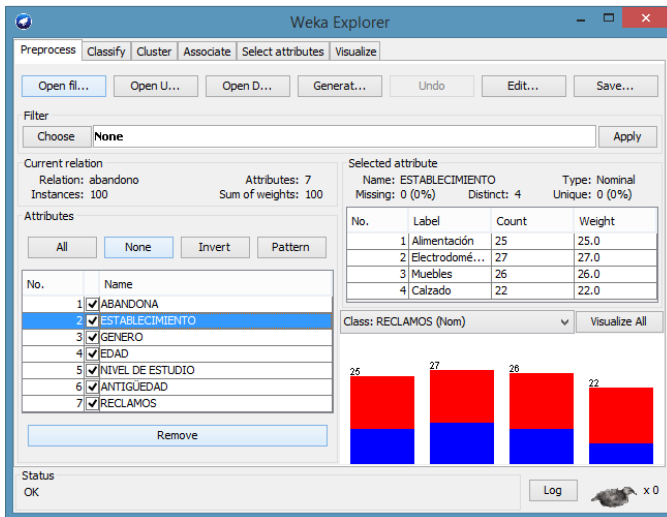 Weka Explorer
Preprocess Classify Cluster Associate Select attributes Visualize
Open fil... Open U... Open D... Generat... Undo Edit... Save...
Filter
Choose None Apply
Current relation
Relation: abandono Attributes: 7
Instances: 100 Sum of weights: 100
Selected attribute
Name: ESTABLECIMIENTO Type: Nominal
Missing: 0 (0%) Distinct: 4 Unique: 0 (0%)
Attributes
All None Invert Pattern
No. Name
1 ABANDONA
2 ESTABLECIMIENTO
3 GENERO
4 EDAD
5 NIVEL DE ESTUDIO
6 ANTIGÜEDAD
7 RECLAMOS
Remove
No. Label Count Weight
1 Alimentación 25 25.0
2 Electrodomé... 27 27.0
3 Muebles 26 26.0
4 Calzado 22 22.0
Class: RECLAMOS (Nom) Visualize All
25 27 26 22
Status
OK
Log x 0